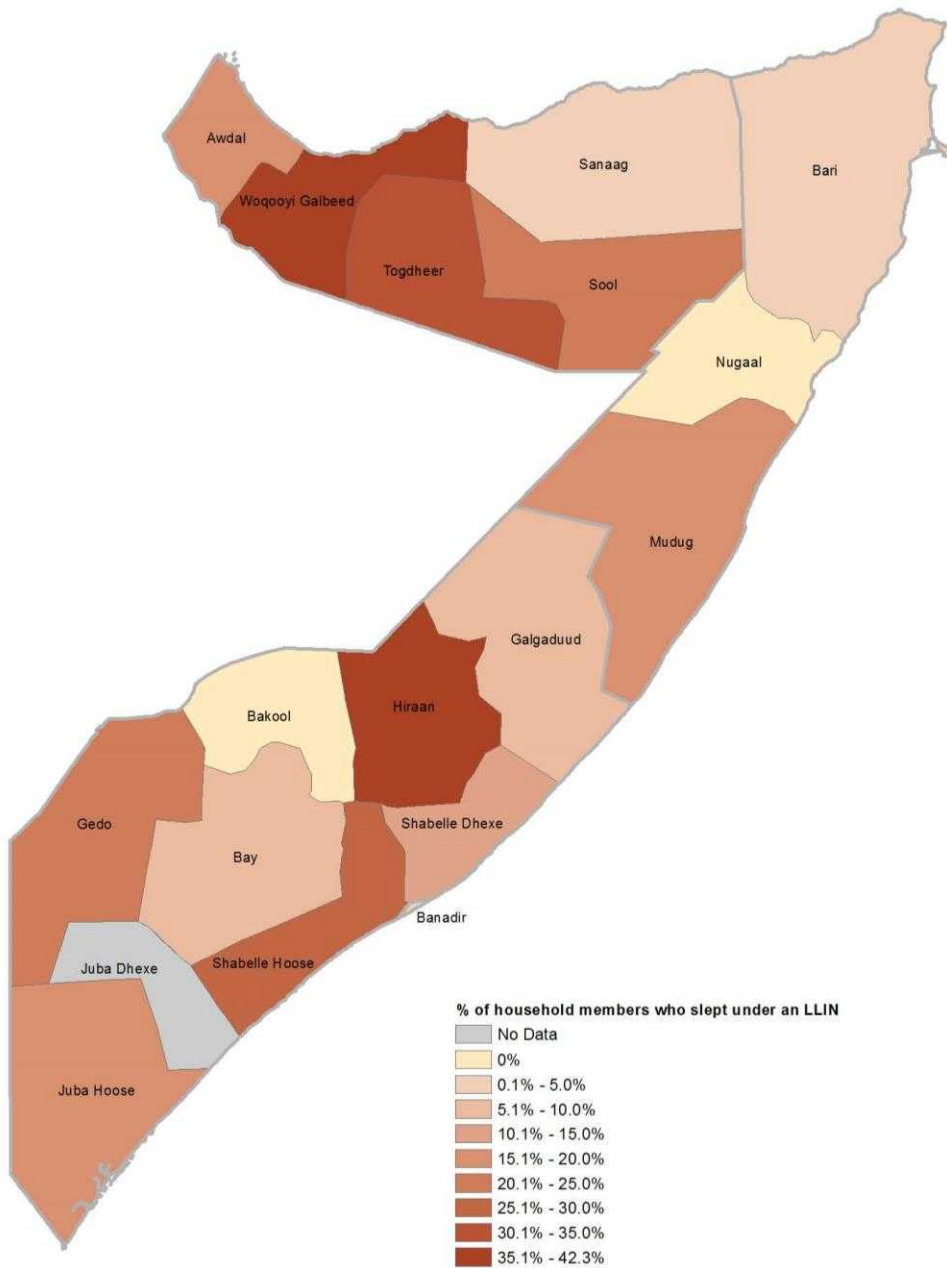 Awdal
Sanaag
Bari
Woqooyi Galbeed
Togdheer
Sool
Nugaal
Mudug
Galgaduud
Hiraan
Bakool
Gedo
Shabelle Dhexe
Bay
Banadir
Juba Dhexe
Shabelle Hoose
Juba Hoose
% of household members who slept under an LLIN
No Data
0%
0.1% - 5.0%
5.1% - 10.0%
10.1% - 15.0%
15.1% - 20.0%
20.1% - 25.0%
25.1% - 30.0%
30.1% - 35.0%
35.1% - 42.3%